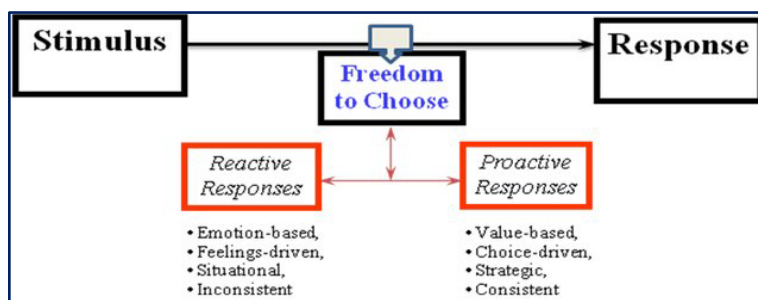 Stimulus
Response
Freedom
to Choose
Reactive
Responses
Proactive
Responses
• Emotion-based,
• Feelings-driven,
• Situational,
• Inconsistent
• Value-based,
• Choice-driven,
• Strategic,
• Consistent